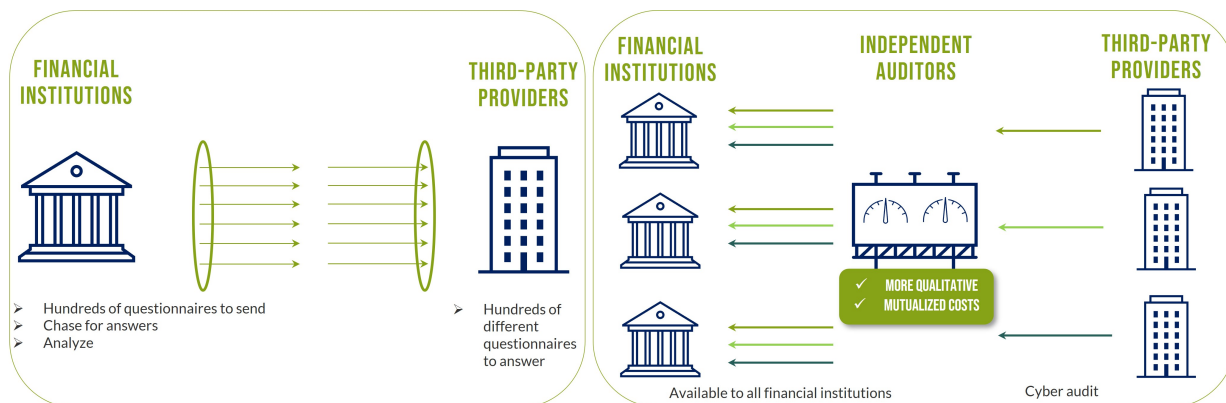 FINANCIAL
INSTITUTIONS
THIRD-PARTY
PROVIDERS
➢ Hundreds of questionnaires to send
➢ Chase for answers
➢ Analyze
➢ Hundreds of
different
questionnaires
to answer
FINANCIAL
INSTITUTIONS
INDEPENDENT
AUDITORS
THIRD-PARTY
PROVIDERS
✓ MORE QUALITATIVE
✓ MUTUALIZED COSTS
Available to all financial institutions
Cyber audit